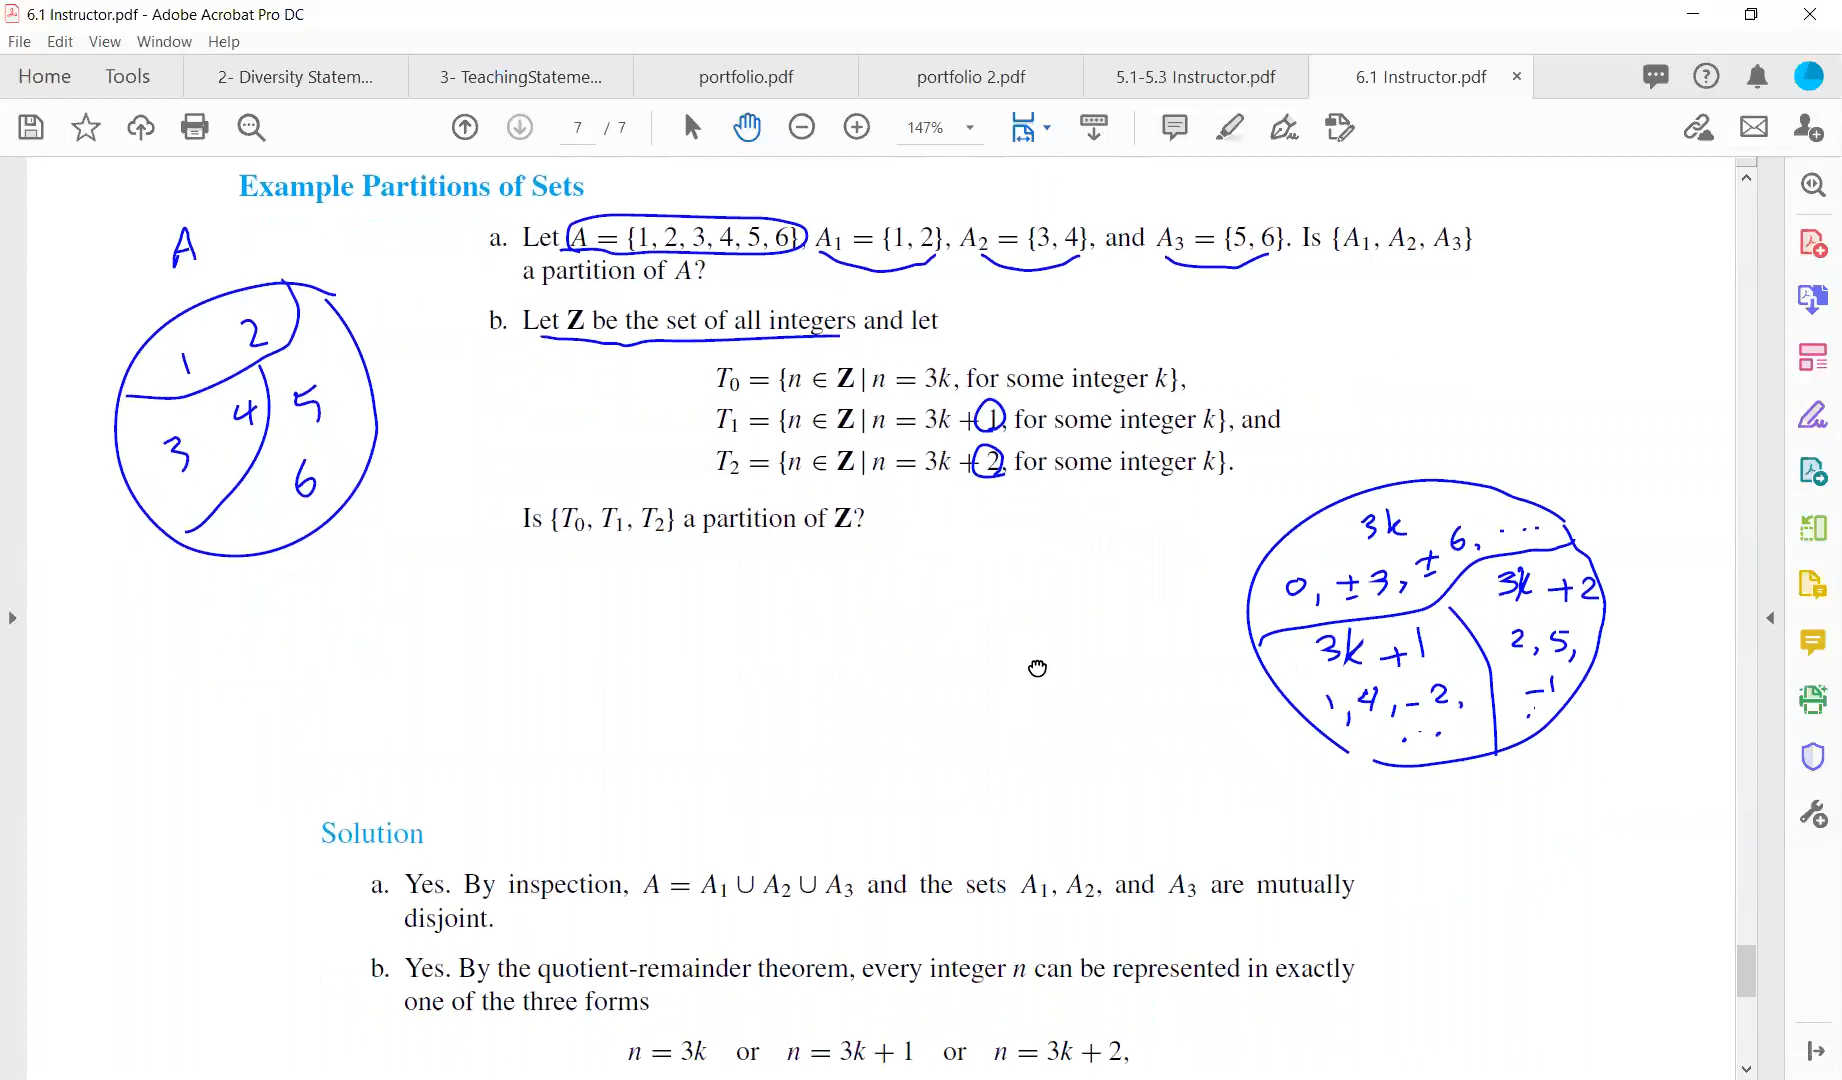 6.1 Instructor.pdf - Adobe Acrobat Pro DC
File Edit View Window Help
Home Tools 2- Diversity Statem... 3- TeachingStateme... portfolio.pdf portfolio 2.pdf 5.1-5.3 Instructor.pdf 6.1 Instructor.pdf ×
7 / 7 147%
Example Partitions of Sets
A
a. Let A = {1, 2, 3, 4, 5, 6}, A₁ = {1, 2}, A₂ = {3, 4}, and A₃ = {5, 6}. Is {A₁, A₂, A₃}
a partition of A?
b. Let Z be the set of all integers and let
1 2
3 4 5
6
T₀ = {n ∈ Z | n = 3k, for some integer k},
T₁ = {n ∈ Z | n = 3k + 1, for some integer k}, and
T₂ = {n ∈ Z | n = 3k + 2, for some integer k}.
Is {T₀, T₁, T₂} a partition of Z?
3k
0, ±3, ±6, ...
3k + 2
2, 5,
-1
3k + 1
1, 4, -2,
...
Solution
a. Yes. By inspection, A = A₁ ∪ A₂ ∪ A₃ and the sets A₁, A₂, and A₃ are mutually
disjoint.
b. Yes. By the quotient-remainder theorem, every integer n can be represented in exactly
one of the three forms
n = 3k or n = 3k + 1 or n = 3k + 2,